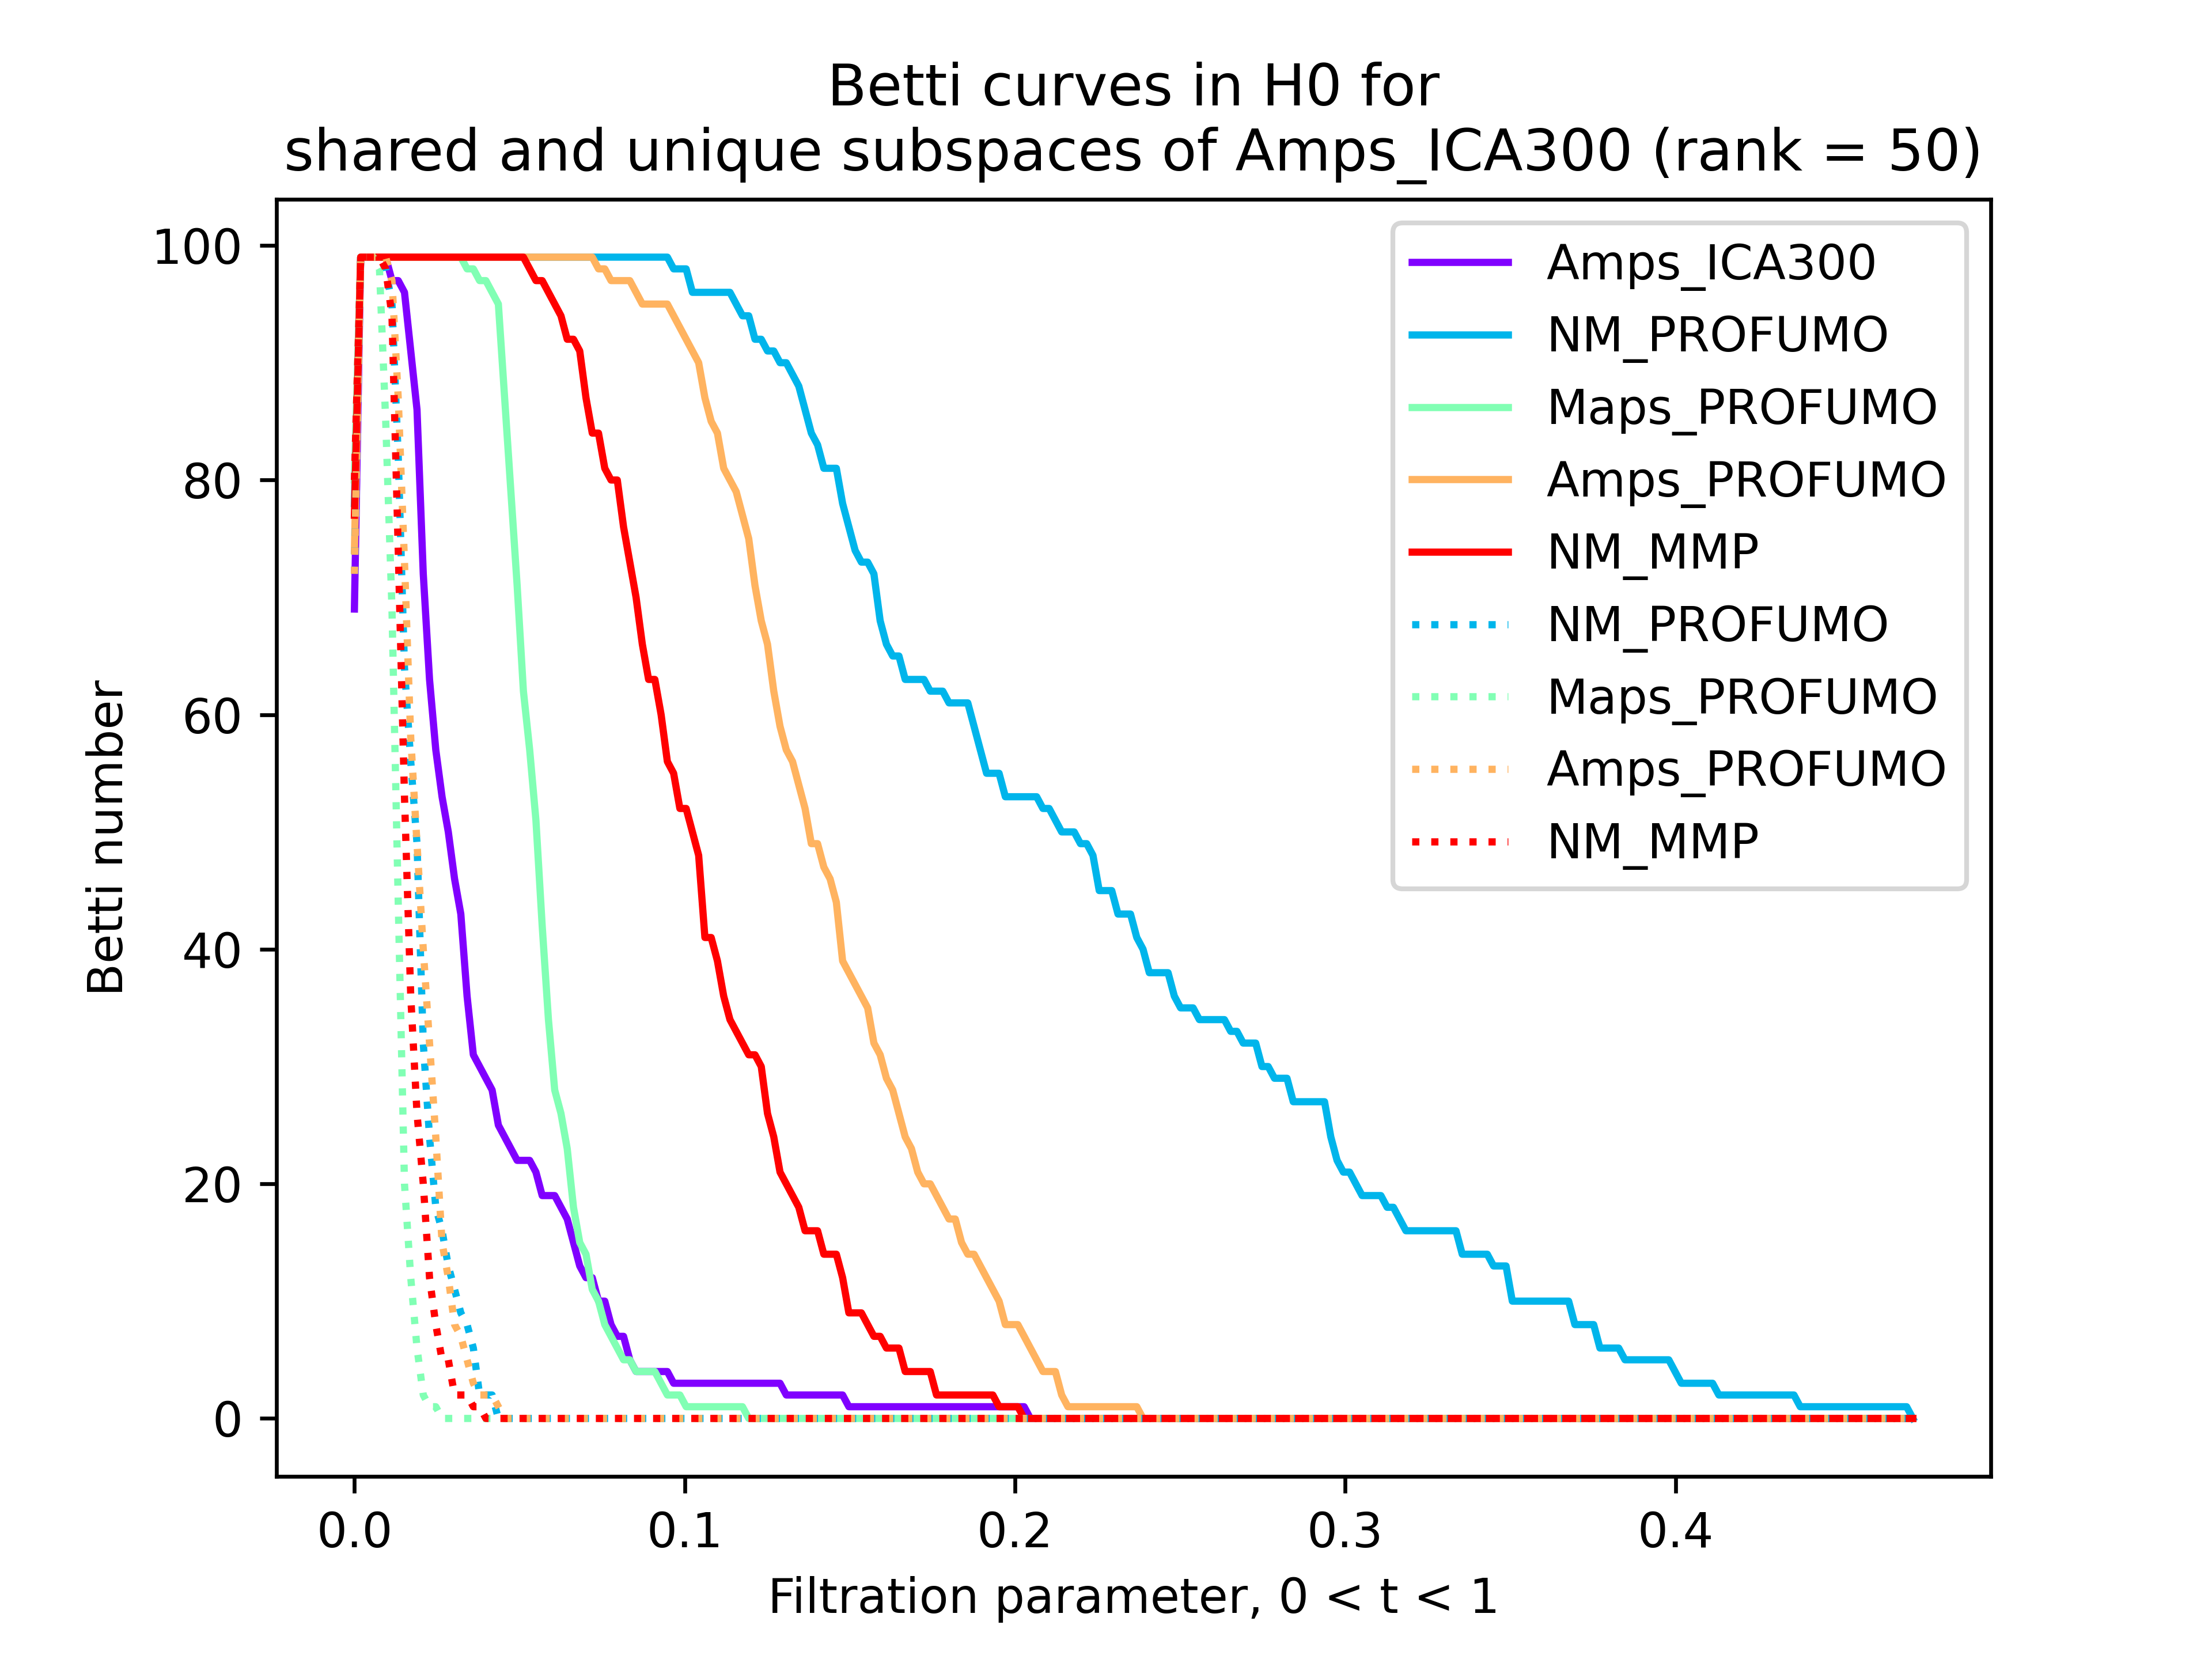 Betti curves in H0 for
shared and unique subspaces of Amps_ICA300 (rank = 50)
Betti number
100
80
60
40
20
0
0.0
0.1
0.2
0.3
0.4
Filtration parameter, 0 < t < 1
Amps_ICA300
NM_PROFUMO
Maps_PROFUMO
Amps_PROFUMO
NM_MMP
NM_PROFUMO
Maps_PROFUMO
Amps_PROFUMO
NM_MMP